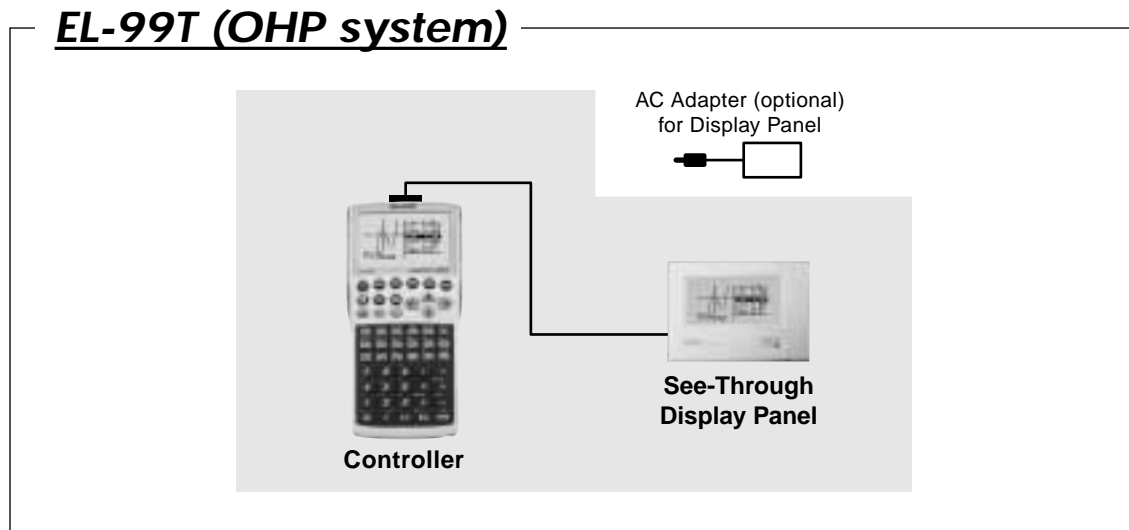 EL-99T (OHP system)
AC Adapter (optional)
for Display Panel
See-Through
Display Panel
Controller